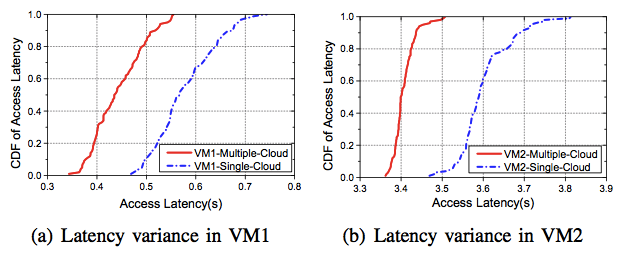 CDF of Access Latency
1.0
0.8
0.6
0.4
0.2
0.0
VM1-Multiple-Cloud
VM1-Single-Cloud
0.3 0.4 0.5 0.6 0.7 0.8
Access Latency(s)
(a) Latency variance in VM1
CDF of Access Latency
1.0
0.8
0.6
0.4
0.2
0.0
VM2-Multiple-Cloud
VM2-Single-Cloud
3.3 3.4 3.5 3.6 3.7 3.8 3.9
Access Latency(s)
(b) Latency variance in VM2